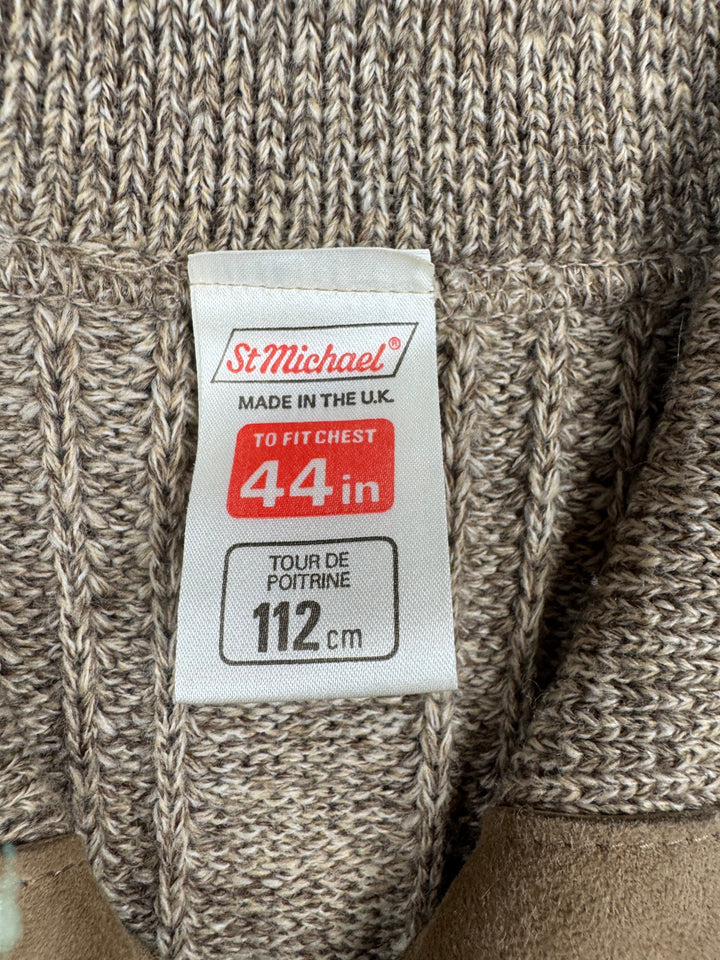 St Michael®
MADE IN THE U.K.
TO FIT CHEST
44 in
TOUR DE
POITRINE
112 cm